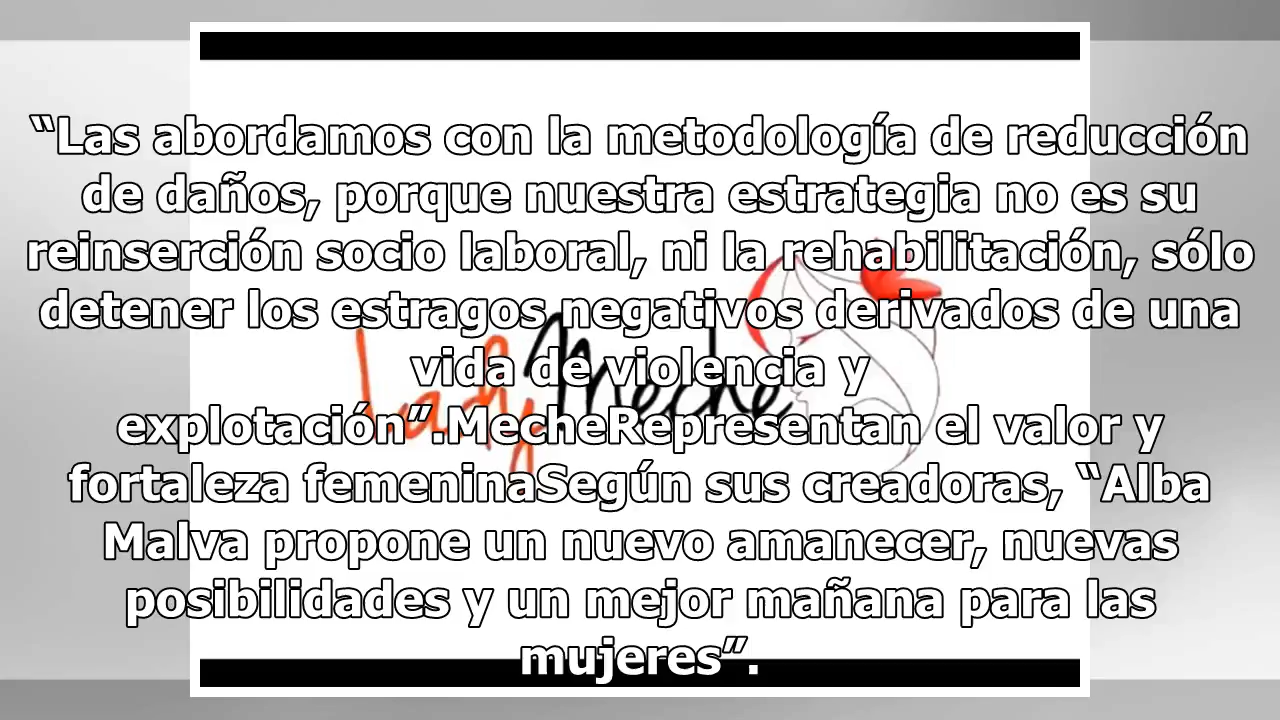 “Las abordamos con la metodología de reducción
de daños, porque nuestra estrategia no es su
reinserción socio laboral, ni la rehabilitación, sólo
detener los estragos negativos derivados de una
vida de violencia y
explotación”.MecheRepresentan el valor y
fortaleza femeninaSegún sus creadoras, “Alba
Malva propone un nuevo amanecer, nuevas
posibilidades y un mejor mañana para las
mujeres”.
Lady Meche